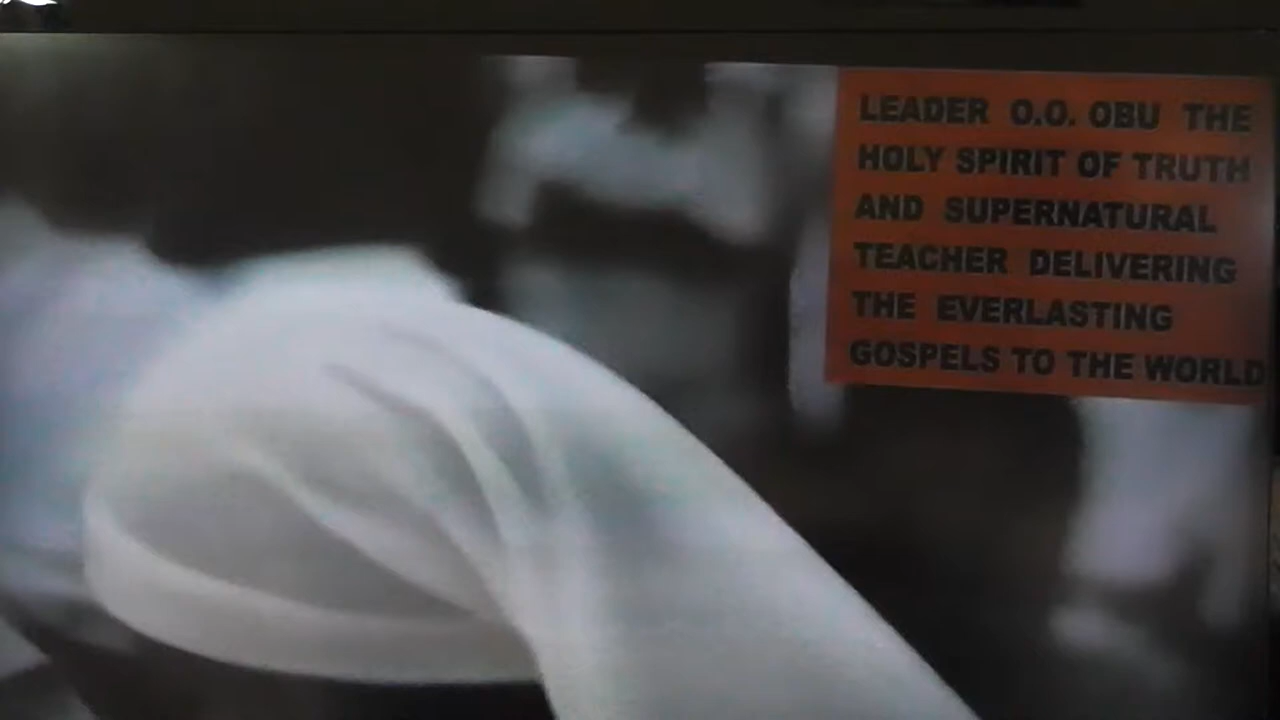 LEADER O.O. OBU THE
HOLY SPIRIT OF TRUTH
AND SUPERNATURAL
TEACHER DELIVERING
THE EVERLASTING
GOSPELS TO THE WORLD